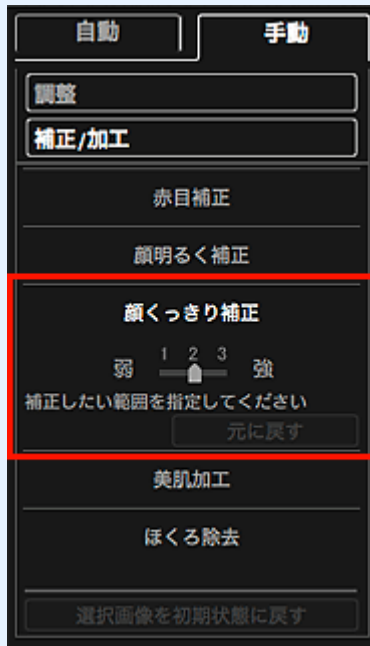 自動
手動
調整
補正/加工
赤目補正
顔明るく補正
顔くっきり補正
1 2 3
弱 強
補正したい範囲を指定してください
元に戻す
美肌加工
ほくろ除去
選択画像を初期状態に戻す